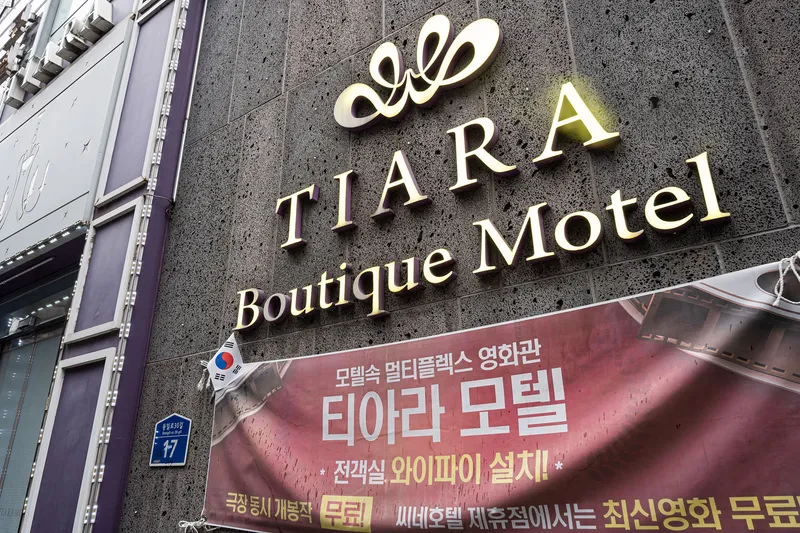 TIARA
Boutique Motel
모텔속 멀티플렉스 영화관
티아라 모텔
* 전객실 와이파이 설치! *
극장 동시 개봉작 무료! 씨네호텔 제휴점에서는 최신영화 무료!
17